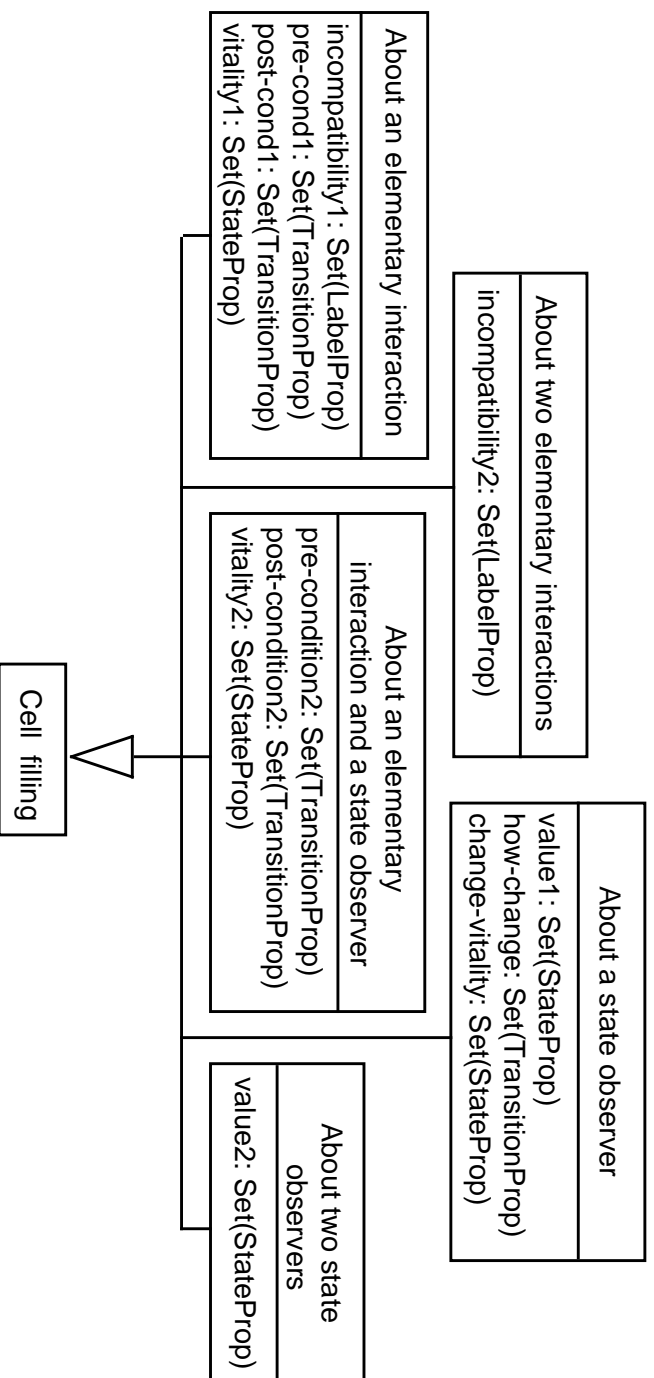 About an elementary interaction
incompatibility1: Set(LabelProp)
pre-cond1: Set(TransitionProp)
post-cond1: Set(TransitionProp)
vitality1: Set(StateProp)
About two elementary interactions
incompatibility2: Set(LabelProp)
About an elementary
interaction and a state observer
pre-condition2: Set(TransitionProp)
post-condition2: Set(TransitionProp)
vitality2: Set(StateProp)
About a state observer
value1: Set(StateProp)
how-change: Set(TransitionProp)
change-vitality: Set(StateProp)
About two state
observers
value2: Set(StateProp)
Cell filling